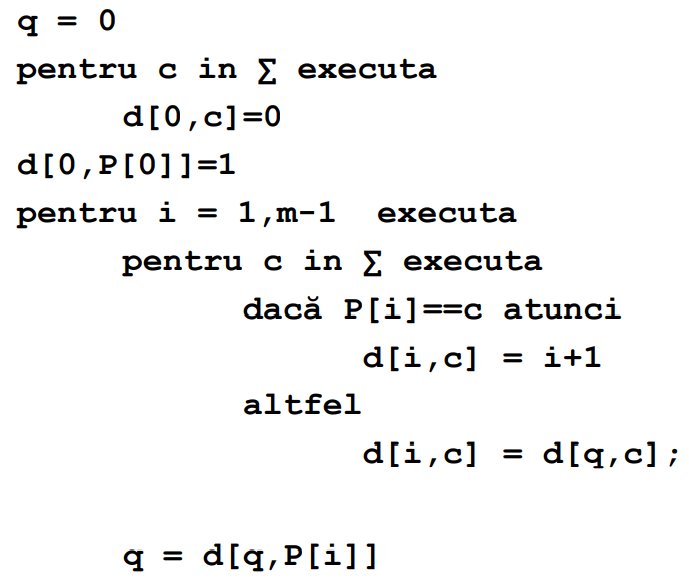 q = 0
pentru c in ∑ executa
d[0,c]=0
d[0,P[0]]=1
pentru i = 1,m-1 executa
pentru c in ∑ executa
dacă P[i]==c atunci
d[i,c] = i+1
altfel
d[i,c] = d[q,c];
q = d[q,P[i]]